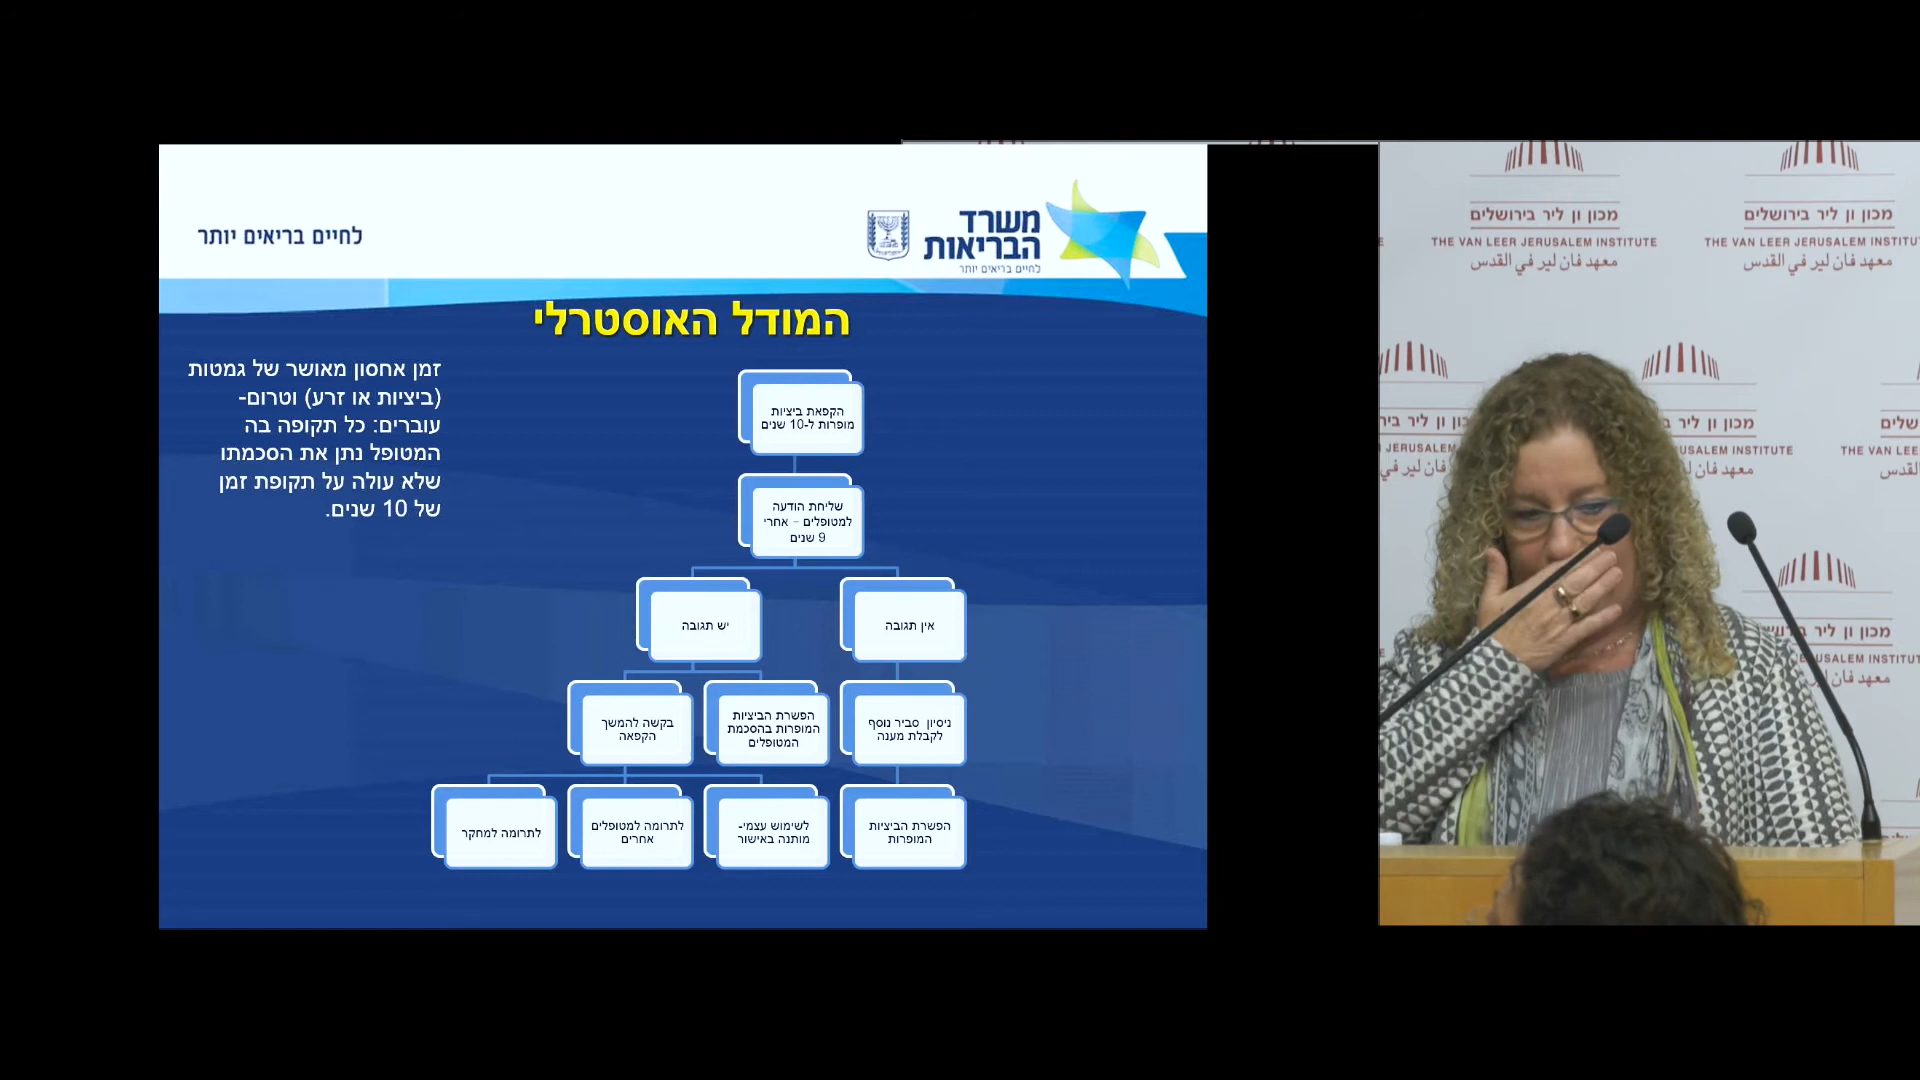 לחיים בריאים יותר
משרד
הבריאות
לחיים בריאים יותר
המודל האוסטרלי
זמן אחסון מאושר של גמטות
(ביציות או זרע) וטרום-
עוברים: כל תקופה בה
המטופל נתן את הסכמתו
שלא עולה על תקופת זמן
של 10 שנים.
הקפאת ביציות
מופרות ל-10 שנים
שליחת הודעה
למטופלים – אחרי
9 שנים
אין תגובה
יש תגובה
ניסיון סביר נוסף
לקבלת מענה
הפשרת הביציות
המופרות בהסכמת
המטופלים
בקשה להמשך
הקפאה
הפשרת הביציות
המופרות
לשימוש עצמי-
מותנה באישור
לתרומה למטופלים
אחרים
לתרומה למחקר
מכון ון ליר בירושלים
THE VAN LEER JERUSALEM INSTITUTE
معهد فان لير في القدس
מכון ון ליר בירושלים
THE VAN LEER JERUSALEM
معهد فان لير في القدس